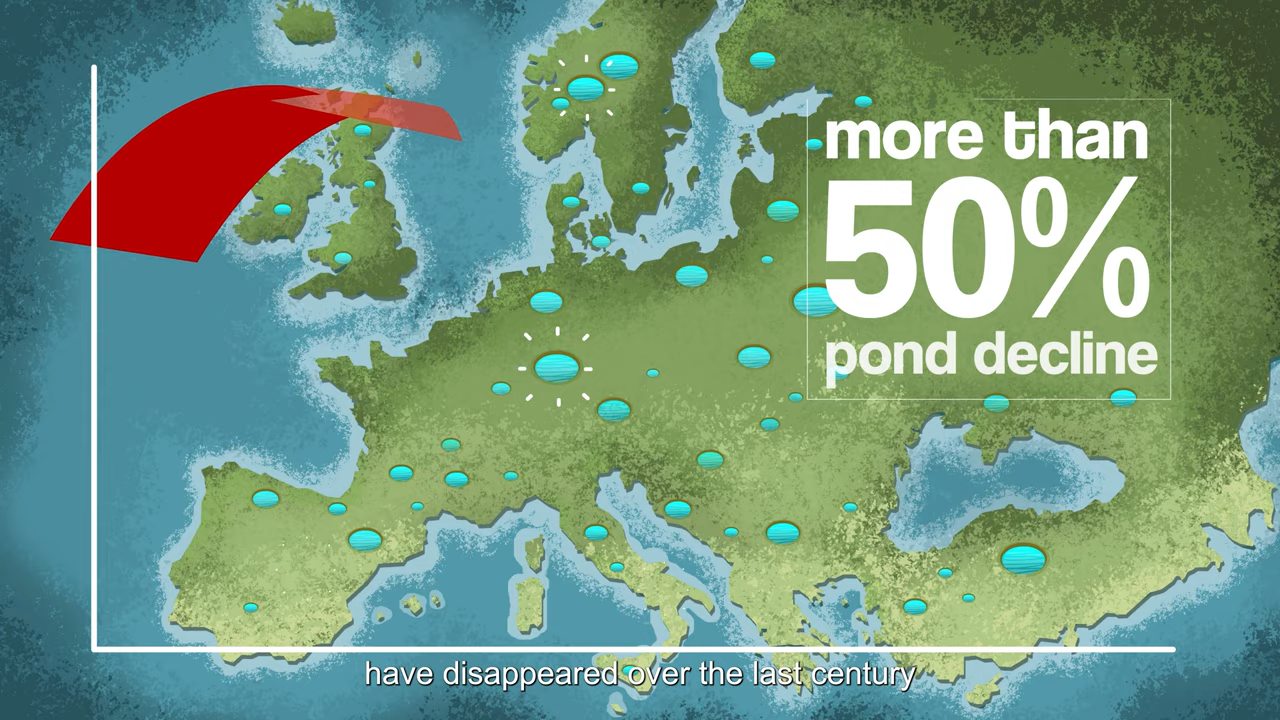 more than
50%
pond decline
have disappeared over the last century